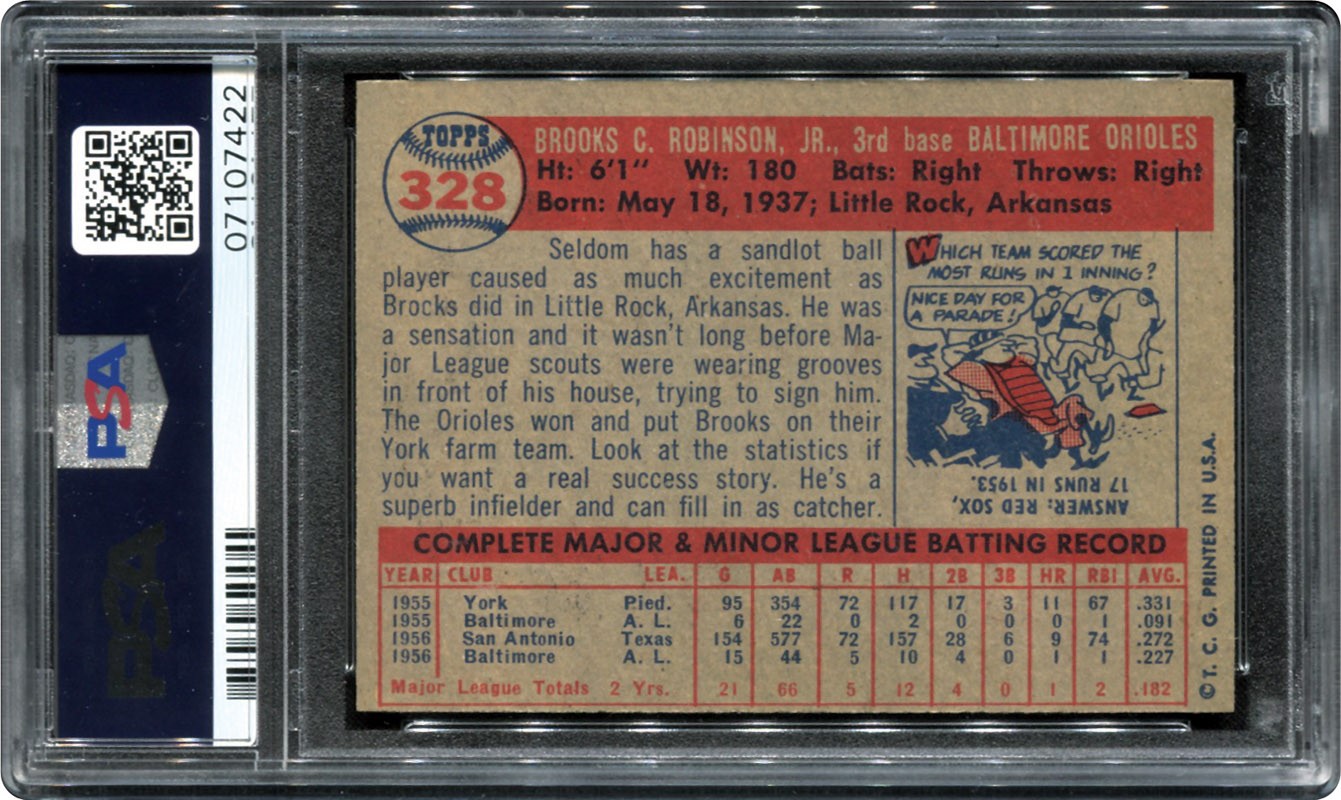 07107422
PSA
PSA
TOPPS
328
BROOKS C. ROBINSON, JR., 3rd base BALTIMORE ORIOLES
Ht: 6'1" Wt: 180 Bats: Right Throws: Right
Born: May 18, 1937; Little Rock, Arkansas
Seldom has a sandlot ball
player caused as much excitement as
Brocks did in Little Rock, Arkansas. He was
a sensation and it wasn't long before Ma-
jor League scouts were wearing grooves
in front of his house, trying to sign him.
The Orioles won and put Brooks on their
York farm team. Look at the statistics if
you want a real success story. He's a
superb infielder and can fill in as catcher.
WHICH TEAM SCORED THE
MOST RUNS IN 1 INNING?
NICE DAY FOR
A PARADE!
ANSWER: RED SOX,
17 RUNS IN 1953.
COMPLETE MAJOR & MINOR LEAGUE BATTING RECORD
YEAR CLUB LEA. G AB R H 2B 3B HR RBI AVG.
1955 York Pied. 95 354 72 117 17 3 11 67 .331
1955 Baltimore A. L. 6 22 0 2 0 0 0 1 .091
1956 San Antonio Texas 154 577 72 157 28 6 9 74 .272
1956 Baltimore A. L. 15 44 5 10 4 0 1 1 .227
Major League Totals 2 Yrs. 21 66 5 12 4 0 1 2 .182
© T. C. G. PRINTED IN U.S.A.